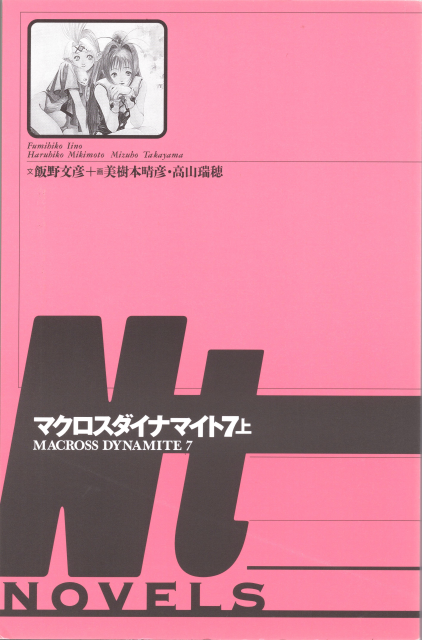 Fumihiko Iino
Haruhiko Mikimoto Mizuho Takayama
文飯野文彦+画美樹本晴彦・高山瑞穂
マクロスダイナマイト7上
MACROSS DYNAMITE 7
Nt
NOVELS